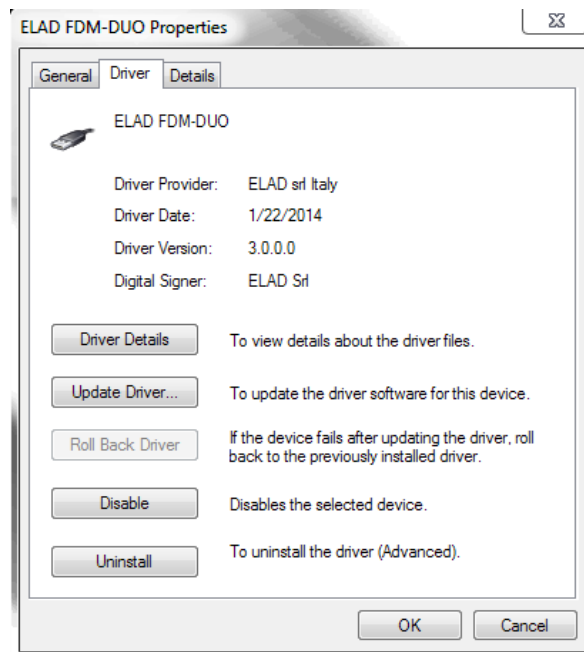 ELAD FDM-DUO Properties
General Driver Details
ELAD FDM-DUO
Driver Provider: ELAD srl Italy
Driver Date: 1/22/2014
Driver Version: 3.0.0.0
Digital Signer: ELAD Srl
Driver Details To view details about the driver files.
Update Driver... To update the driver software for this device.
Roll Back Driver If the device fails after updating the driver, roll
back to the previously installed driver.
Disable Disables the selected device.
Uninstall To uninstall the driver (Advanced).
OK Cancel